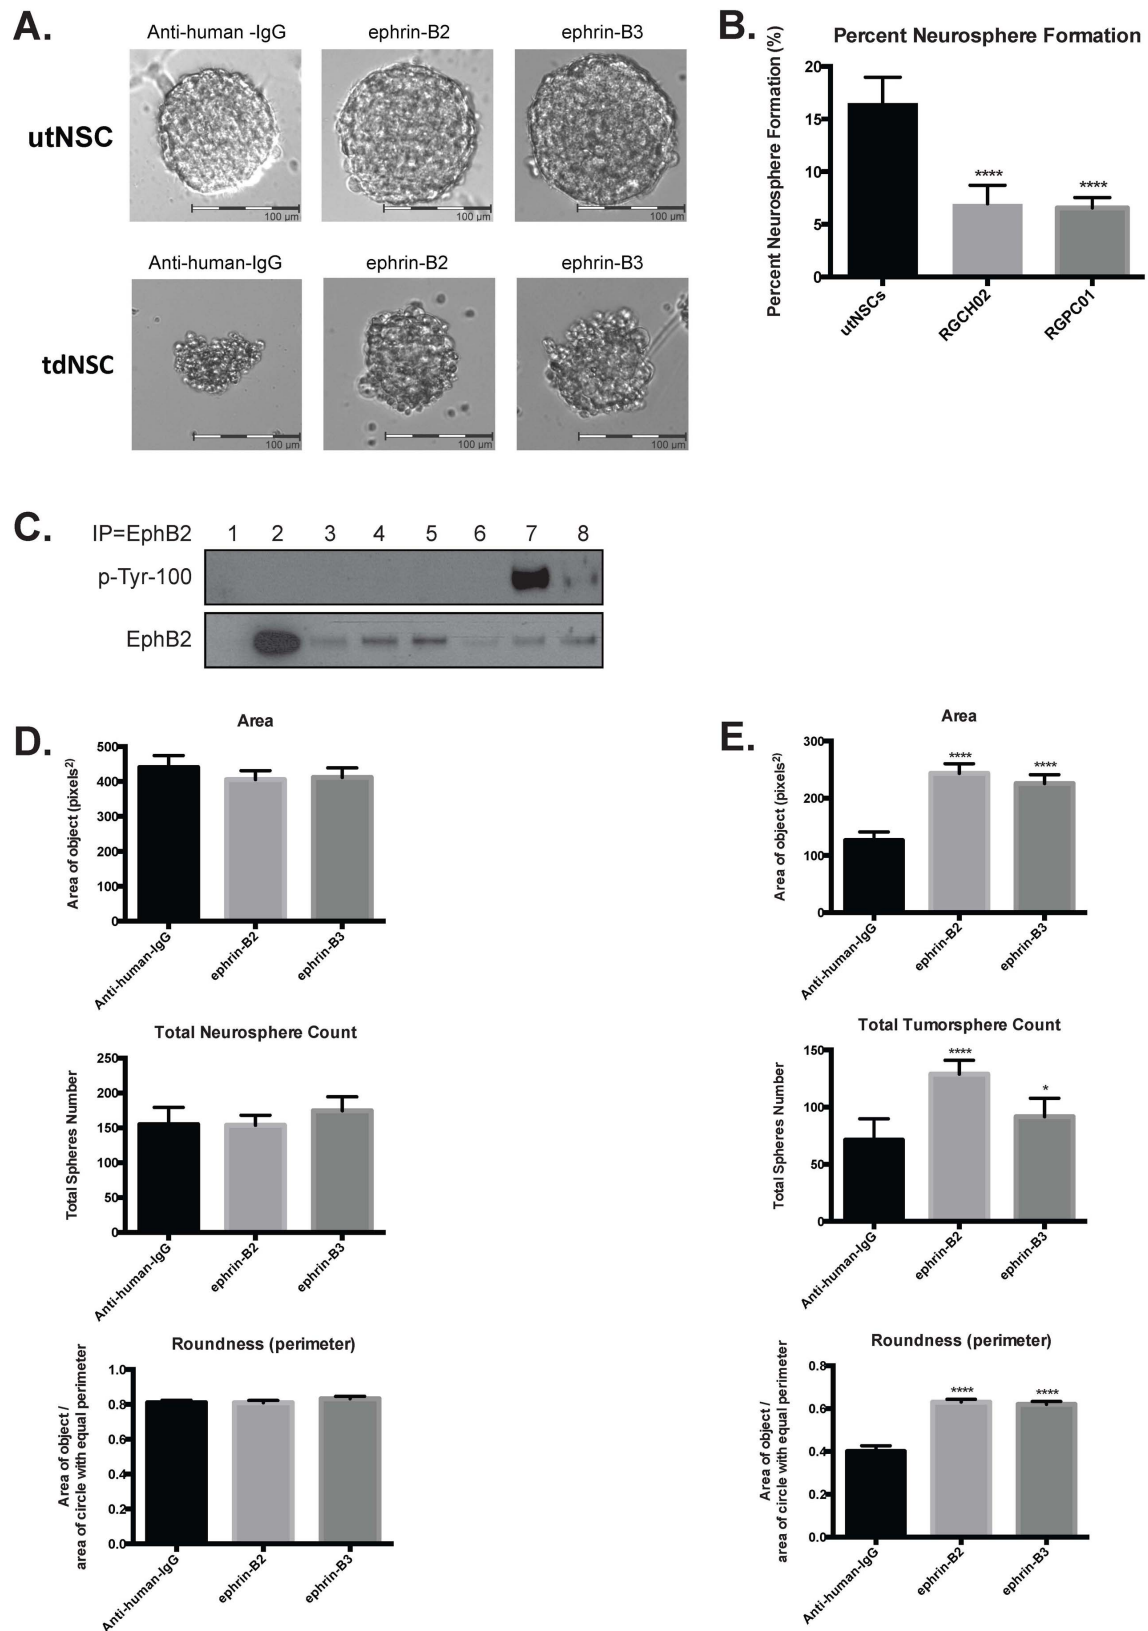 A.
Anti-human -IgG ephrin-B2 ephrin-B3
utNSC
100 µm 100 µm 100 µm
Anti-human-IgG ephrin-B2 ephrin-B3
tdNSC
100 µm 100 µm 100 µm
B.
Percent Neurosphere Formation
Percent Neurosphere Formation (%)
20
15
10
5
0
**** ****
utNSCs RGCH02 RGPC01
C.
IP=EphB2 1 2 3 4 5 6 7 8
p-Tyr-100
EphB2
D.
Area
Area of object (pixels²)
500
400
300
200
100
0
Anti-human-IgG ephrin-B2 ephrin-B3
Total Neurosphere Count
Total Spheres Number
250
200
150
100
50
0
Anti-human-IgG ephrin-B2 ephrin-B3
Roundness (perimeter)
Area of object /
area of circle with equal perimeter
1.0
0.8
0.6
0.4
0.2
0.0
Anti-human-IgG ephrin-B2 ephrin-B3
E.
Area
Area of object (pixels²)
300
200
100
0
**** ****
Anti-human-IgG ephrin-B2 ephrin-B3
Total Tumorsphere Count
Total Spheres Number
150
100
50
0
**** *
Anti-human-IgG ephrin-B2 ephrin-B3
Roundness (perimeter)
Area of object /
area of circle with equal perimeter
0.8
0.6
0.4
0.2
0.0
**** ****
Anti-human-IgG ephrin-B2 ephrin-B3